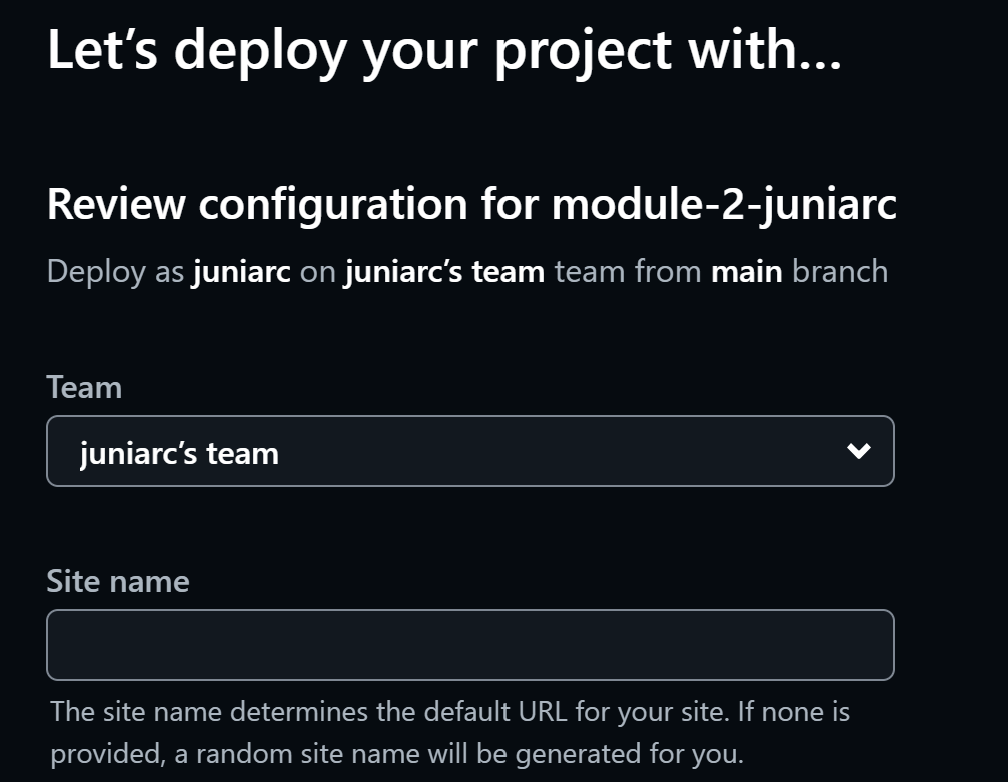 Let’s deploy your project with...
Review configuration for module-2-juniarc
Deploy as juniarc on juniarc’s team team from main branch
Team
juniarc’s team
Site name
The site name determines the default URL for your site. If none is
provided, a random site name will be generated for you.